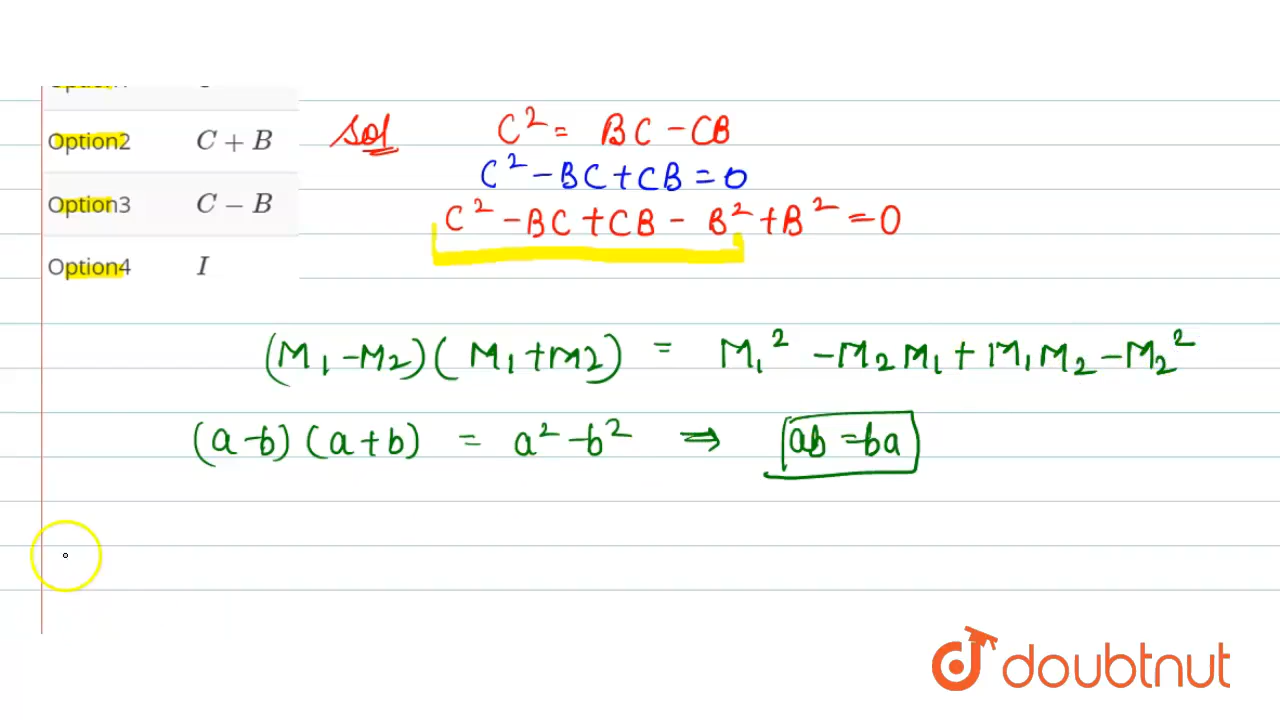 Option2 C + B
Sol C² = BC - CB
C² - BC + CB = 0
Option3 C − B
C² - BC + CB - B² + B² = 0
Option4 I
(M₁ - M₂)(M₁ + M₂) = M₁² - M₂M₁ + M₁M₂ - M₂²
(a - b)(a + b) = a² - b² ⇒ ab = ba
doubtnut